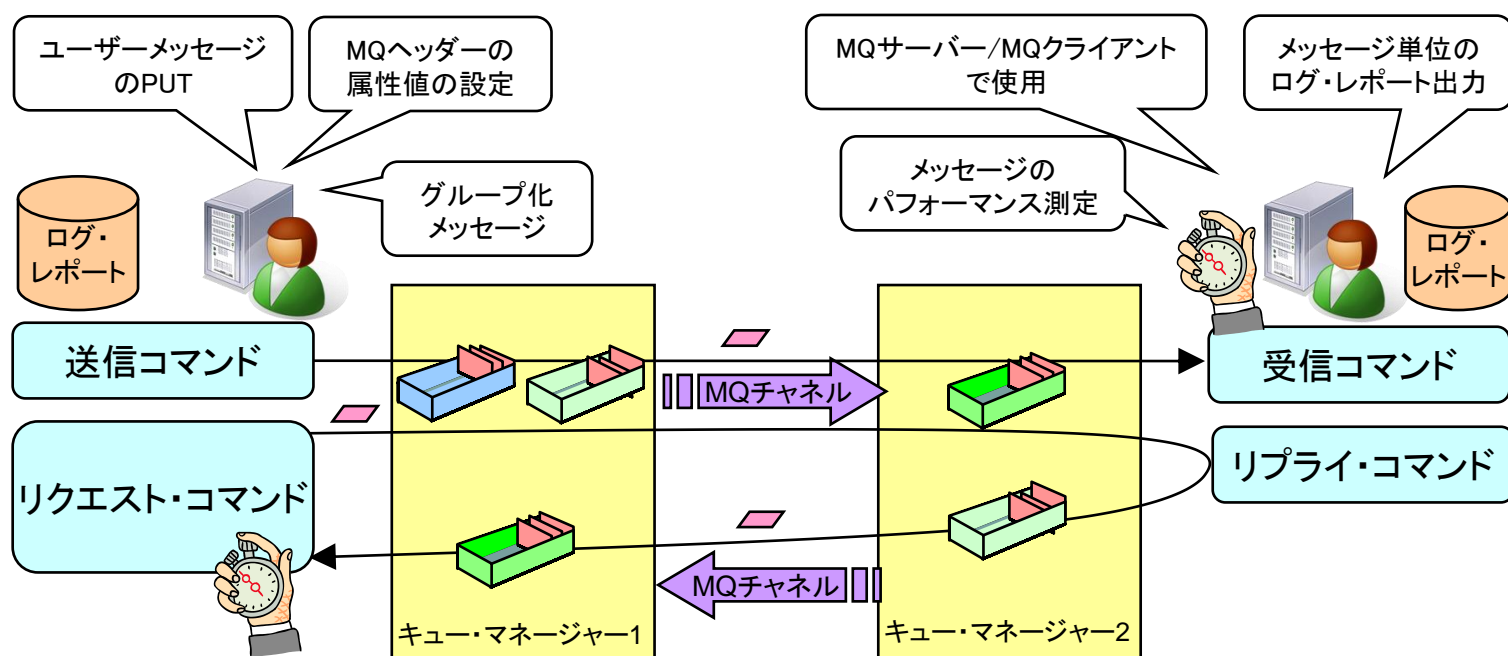 ユーザーメッセージ
のPUT
MQヘッダーの
属性値の設定
MQサーバー/MQクライアント
で使用
メッセージ単位の
ログ・レポート出力
グループ化
メッセージ
メッセージの
パフォーマンス測定
ログ・
レポート
ログ・
レポート
送信コマンド
MQチャネル
受信コマンド
リクエスト・コマンド
リプライ・コマンド
MQチャネル
キュー・マネージャー1
キュー・マネージャー2